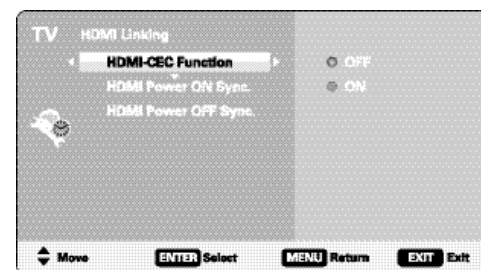 TV HDMI Linking
HDMI-CEC Function OFF
HDMI Power ON Sync. ON
HDMI Power OFF Sync.
Move ENTER Select MENU Return EXIT Exit